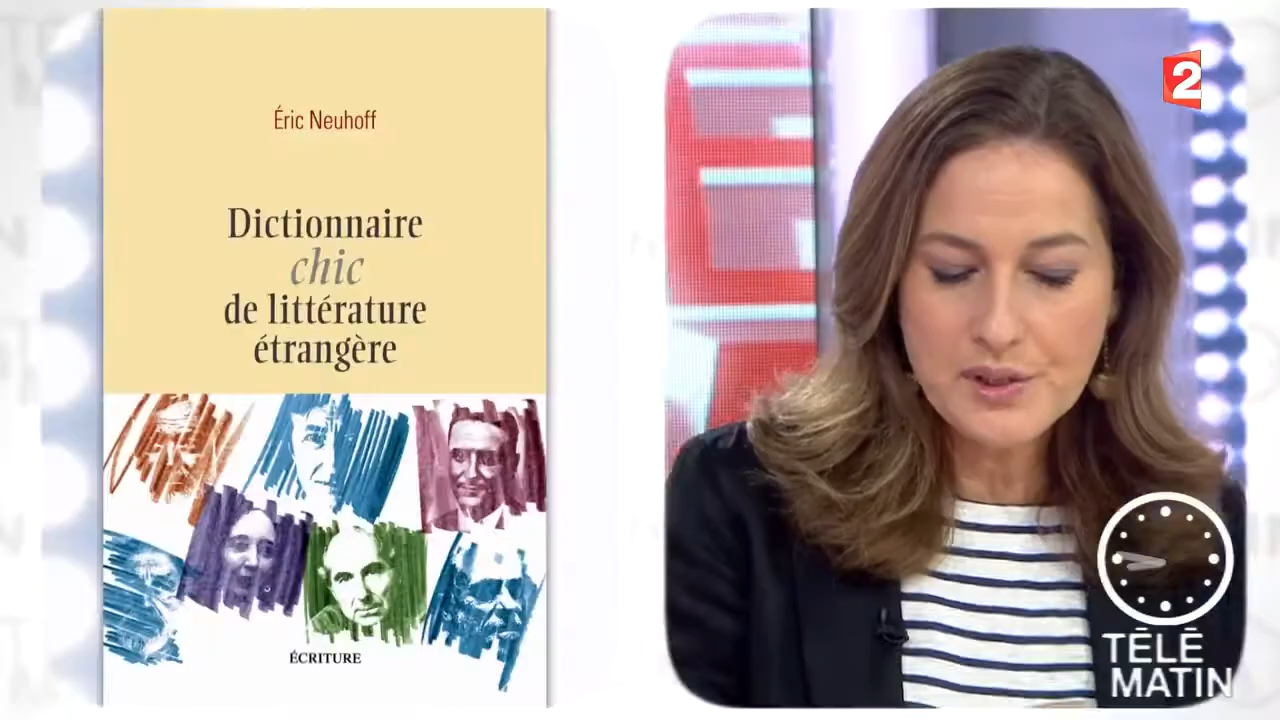 Éric Neuhoff
Dictionnaire
chic
de littérature
étrangère
ÉCRITURE
2
TÉLÉ
MATIN